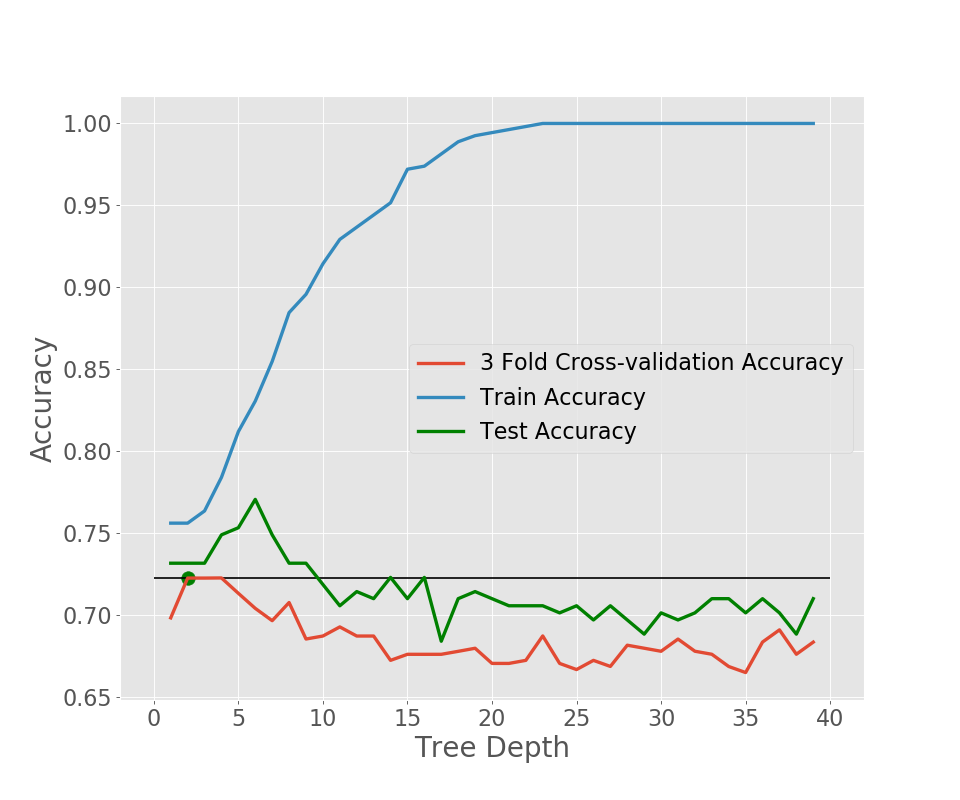 1.00
0.95
0.90
0.85
0.80
0.75
0.70
0.65
Accuracy
3 Fold Cross-validation Accuracy
Train Accuracy
Test Accuracy
0 5 10 15 20 25 30 35 40
Tree Depth